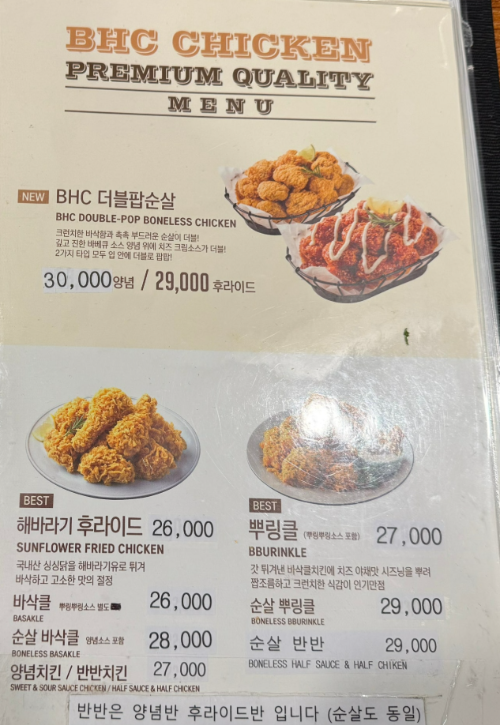 BHC CHICKEN
PREMIUM QUALITY
MENU
NEW BHC 더블팝순살
BHC DOUBLE-POP BONELESS CHICKEN
크런치한 바삭함과 촉촉 부드러운 순살이 더블!
깊고 진한 바베큐 소스 양념 위에 치즈 크림소스가 더블!
2가지 타입 모두 입 안에 더블로 팝팝!
30,000양념 / 29,000 후라이드
BEST
해바라기 후라이드 26,000
SUNFLOWER FRIED CHICKEN
국내산 싱싱닭을 해바라기유로 튀겨
바삭하고 고소한 맛의 절정
바삭클 뿌링뿌링소스 별도 26,000
BASAKLE
순살 바삭클 양념소스 포함 28,000
BONELESS BASAKLE
양념치킨 / 반반치킨 27,000
SWEET & SOUR SAUCE CHICKEN / HALF SAUCE & HALF CHICKEN
BEST
뿌링클 (뿌링뿌링소스 포함) 27,000
BBURINKLE
갓 튀겨낸 바삭클치킨에 치즈 야채맛 시즈닝을 뿌려
짭조름하고 크런치한 식감이 인기만점
순살 뿌링클 29,000
BONELESS BBURINKLE
순살 반반 29,000
BONELESS HALF SAUCE & HALF CHIKEN
반반은 양념반 후라이드반 입니다 (순살도 동일)